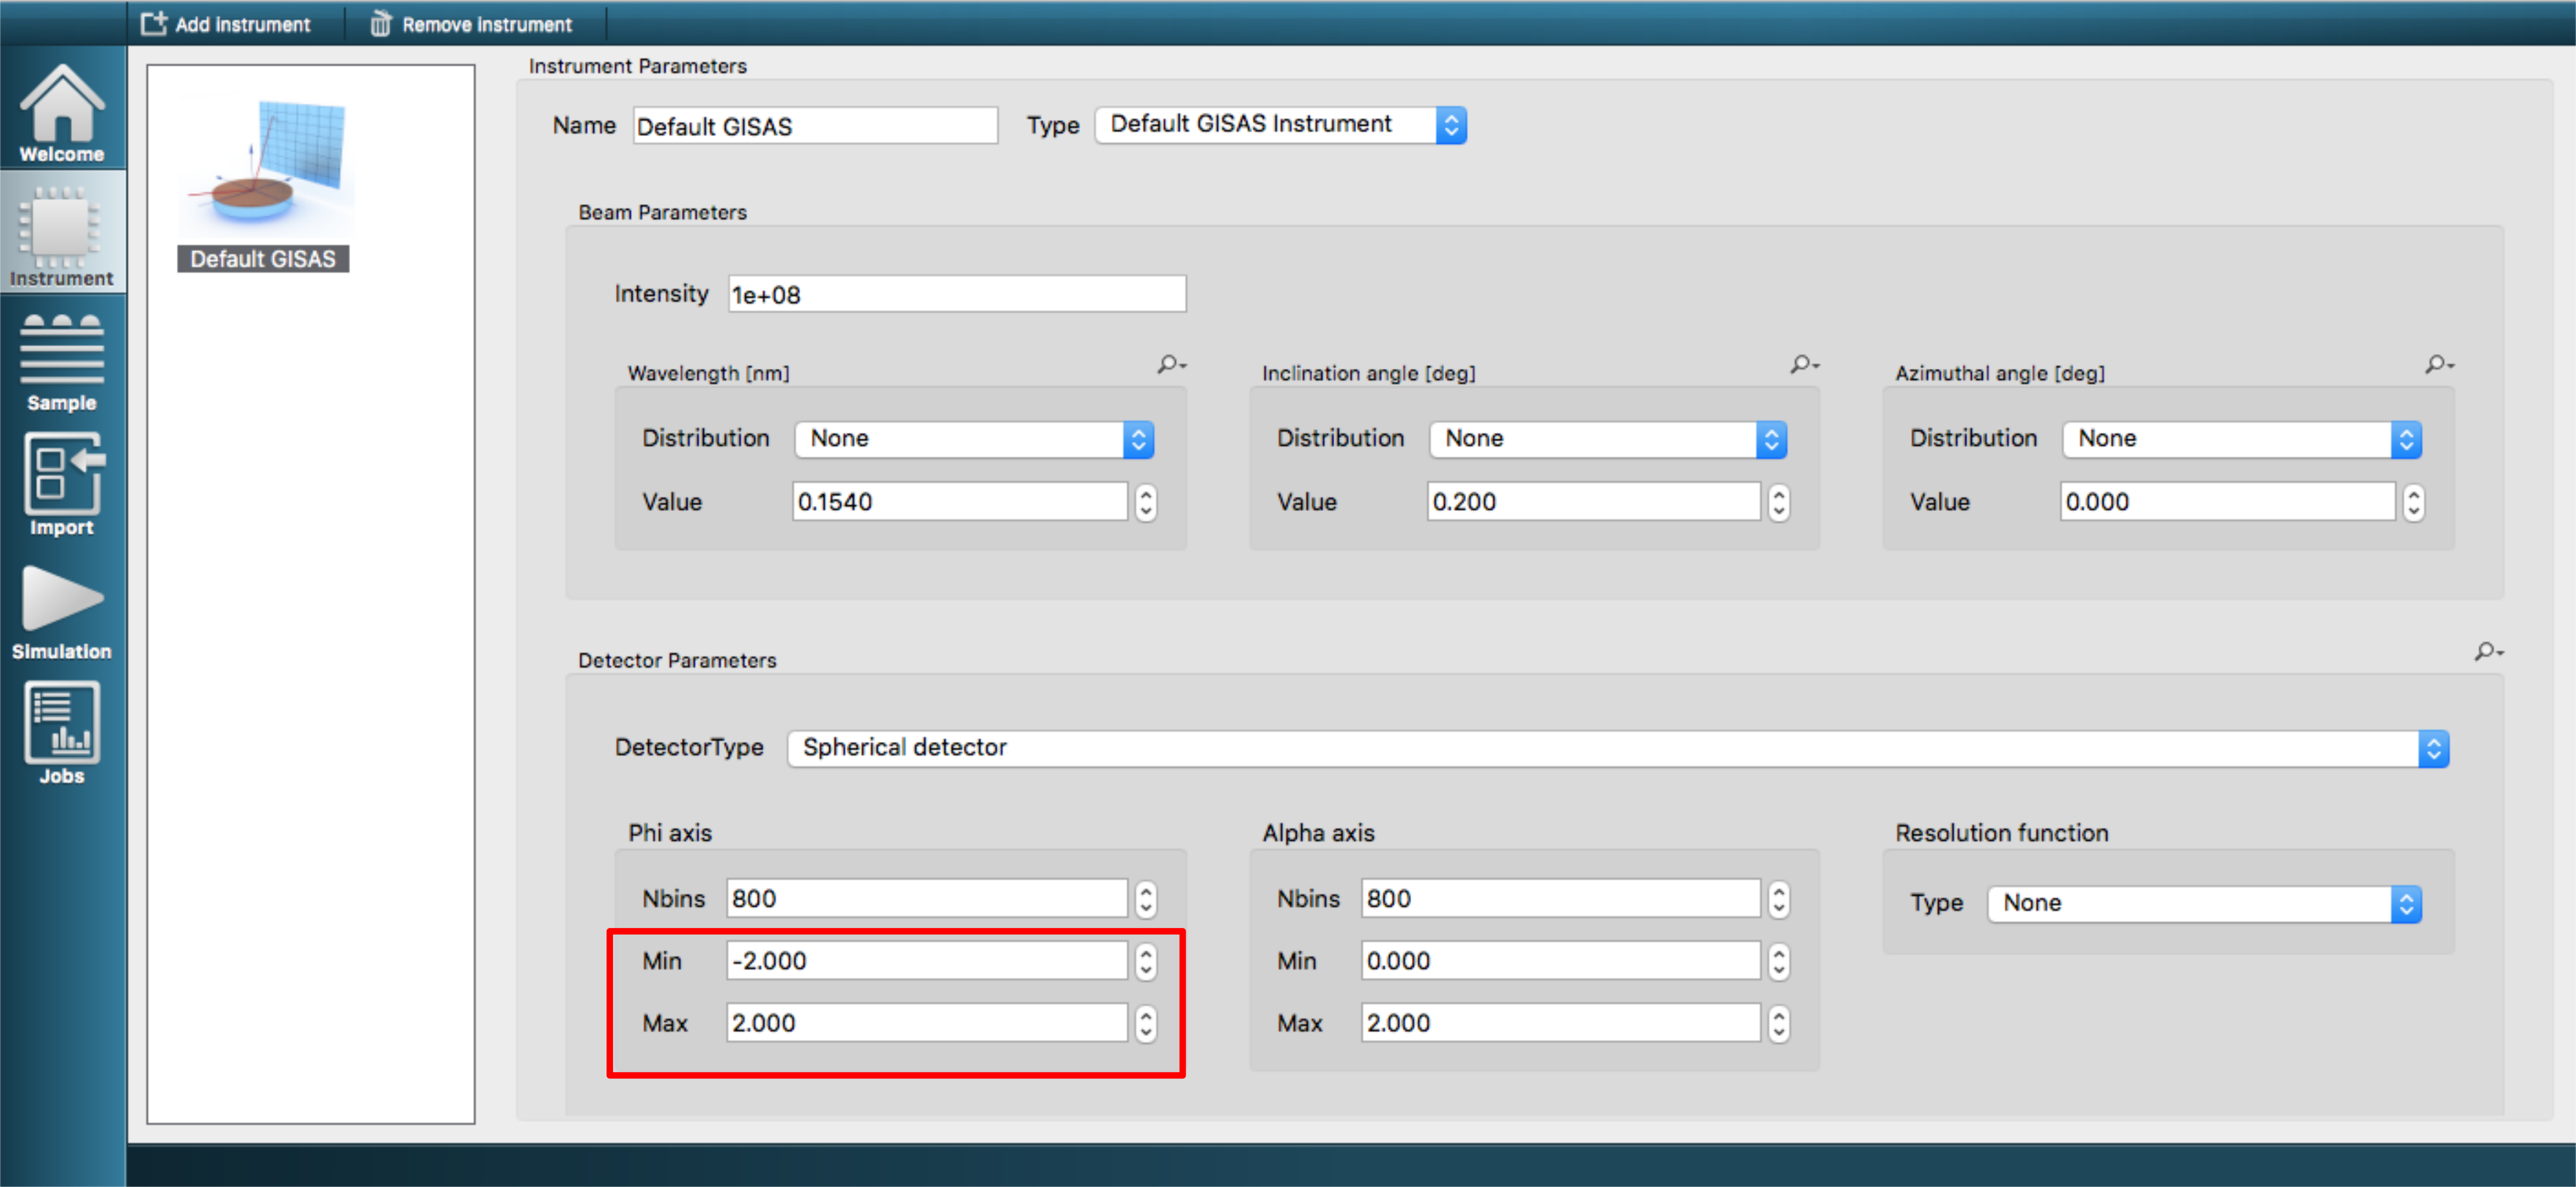 Add instrument
Remove instrument
Welcome
Instrument
Sample
Import
Simulation
Jobs
Default GISAS
Instrument Parameters
Name Default GISAS Type Default GISAS Instrument
Beam Parameters
Intensity 1e+08
Wavelength [nm] Inclination angle [deg] Azimuthal angle [deg]
Distribution None Distribution None Distribution None
Value 0.1540 Value 0.200 Value 0.000
Detector Parameters
DetectorType Spherical detector
Phi axis Alpha axis Resolution function
Nbins 800 Nbins 800 Type None
Min -2.000 Min 0.000
Max 2.000 Max 2.000